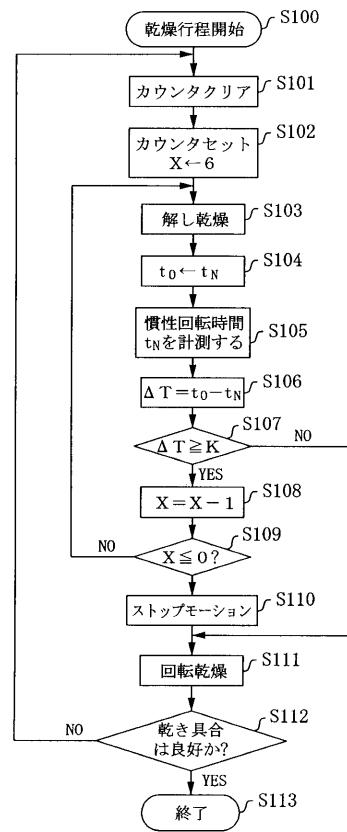 乾燥行程開始 S100
カウンタクリア S101
カウンタセット
X←6 S102
解し乾燥 S103
t₀←t_N S104
慣性回転時間
t_Nを計測する S105
ΔT=t₀−t_N S106
S107
ΔT≧K NO
YES
X=X−1 S108
S109
NO X≦0?
ストップモーション S110
回転乾燥 S111
乾き具合
は良好か? S112
NO
YES
終了 S113